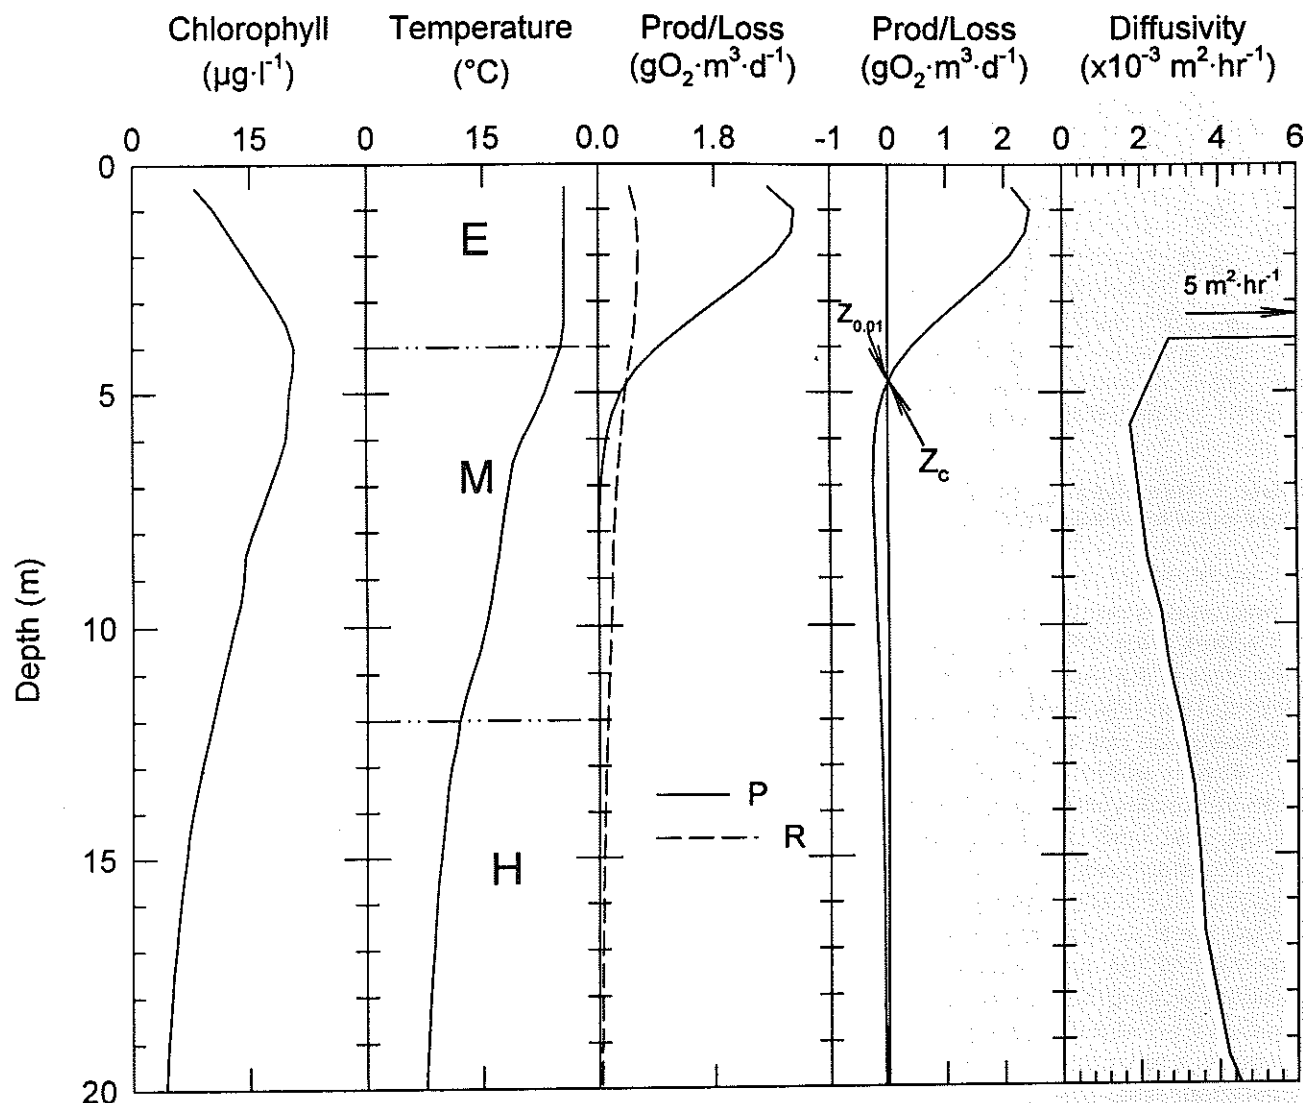 Chlorophyll Temperature Prod/Loss Prod/Loss Diffusivity
(µg·l⁻¹) (°C) (gO₂·m³·d⁻¹) (gO₂·m³·d⁻¹) (x10⁻³ m²·hr⁻¹)
0 15 0 15 0.0 1.8 -1 0 1 2 0 2 4 6
0
E
5 m²·hr⁻¹
Z₀.₀₁
5
Z_c
M
Depth (m)
10
P
R
15
H
20